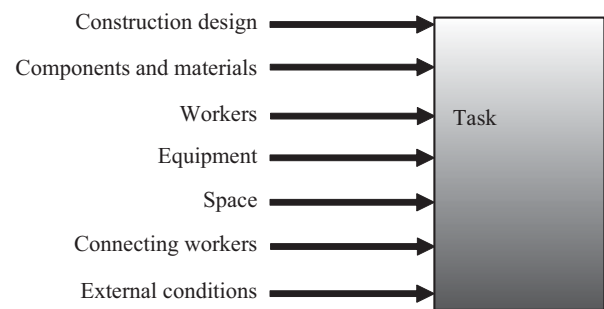 Construction design
Components and materials
Workers
Task
Equipment
Space
Connecting workers
External conditions